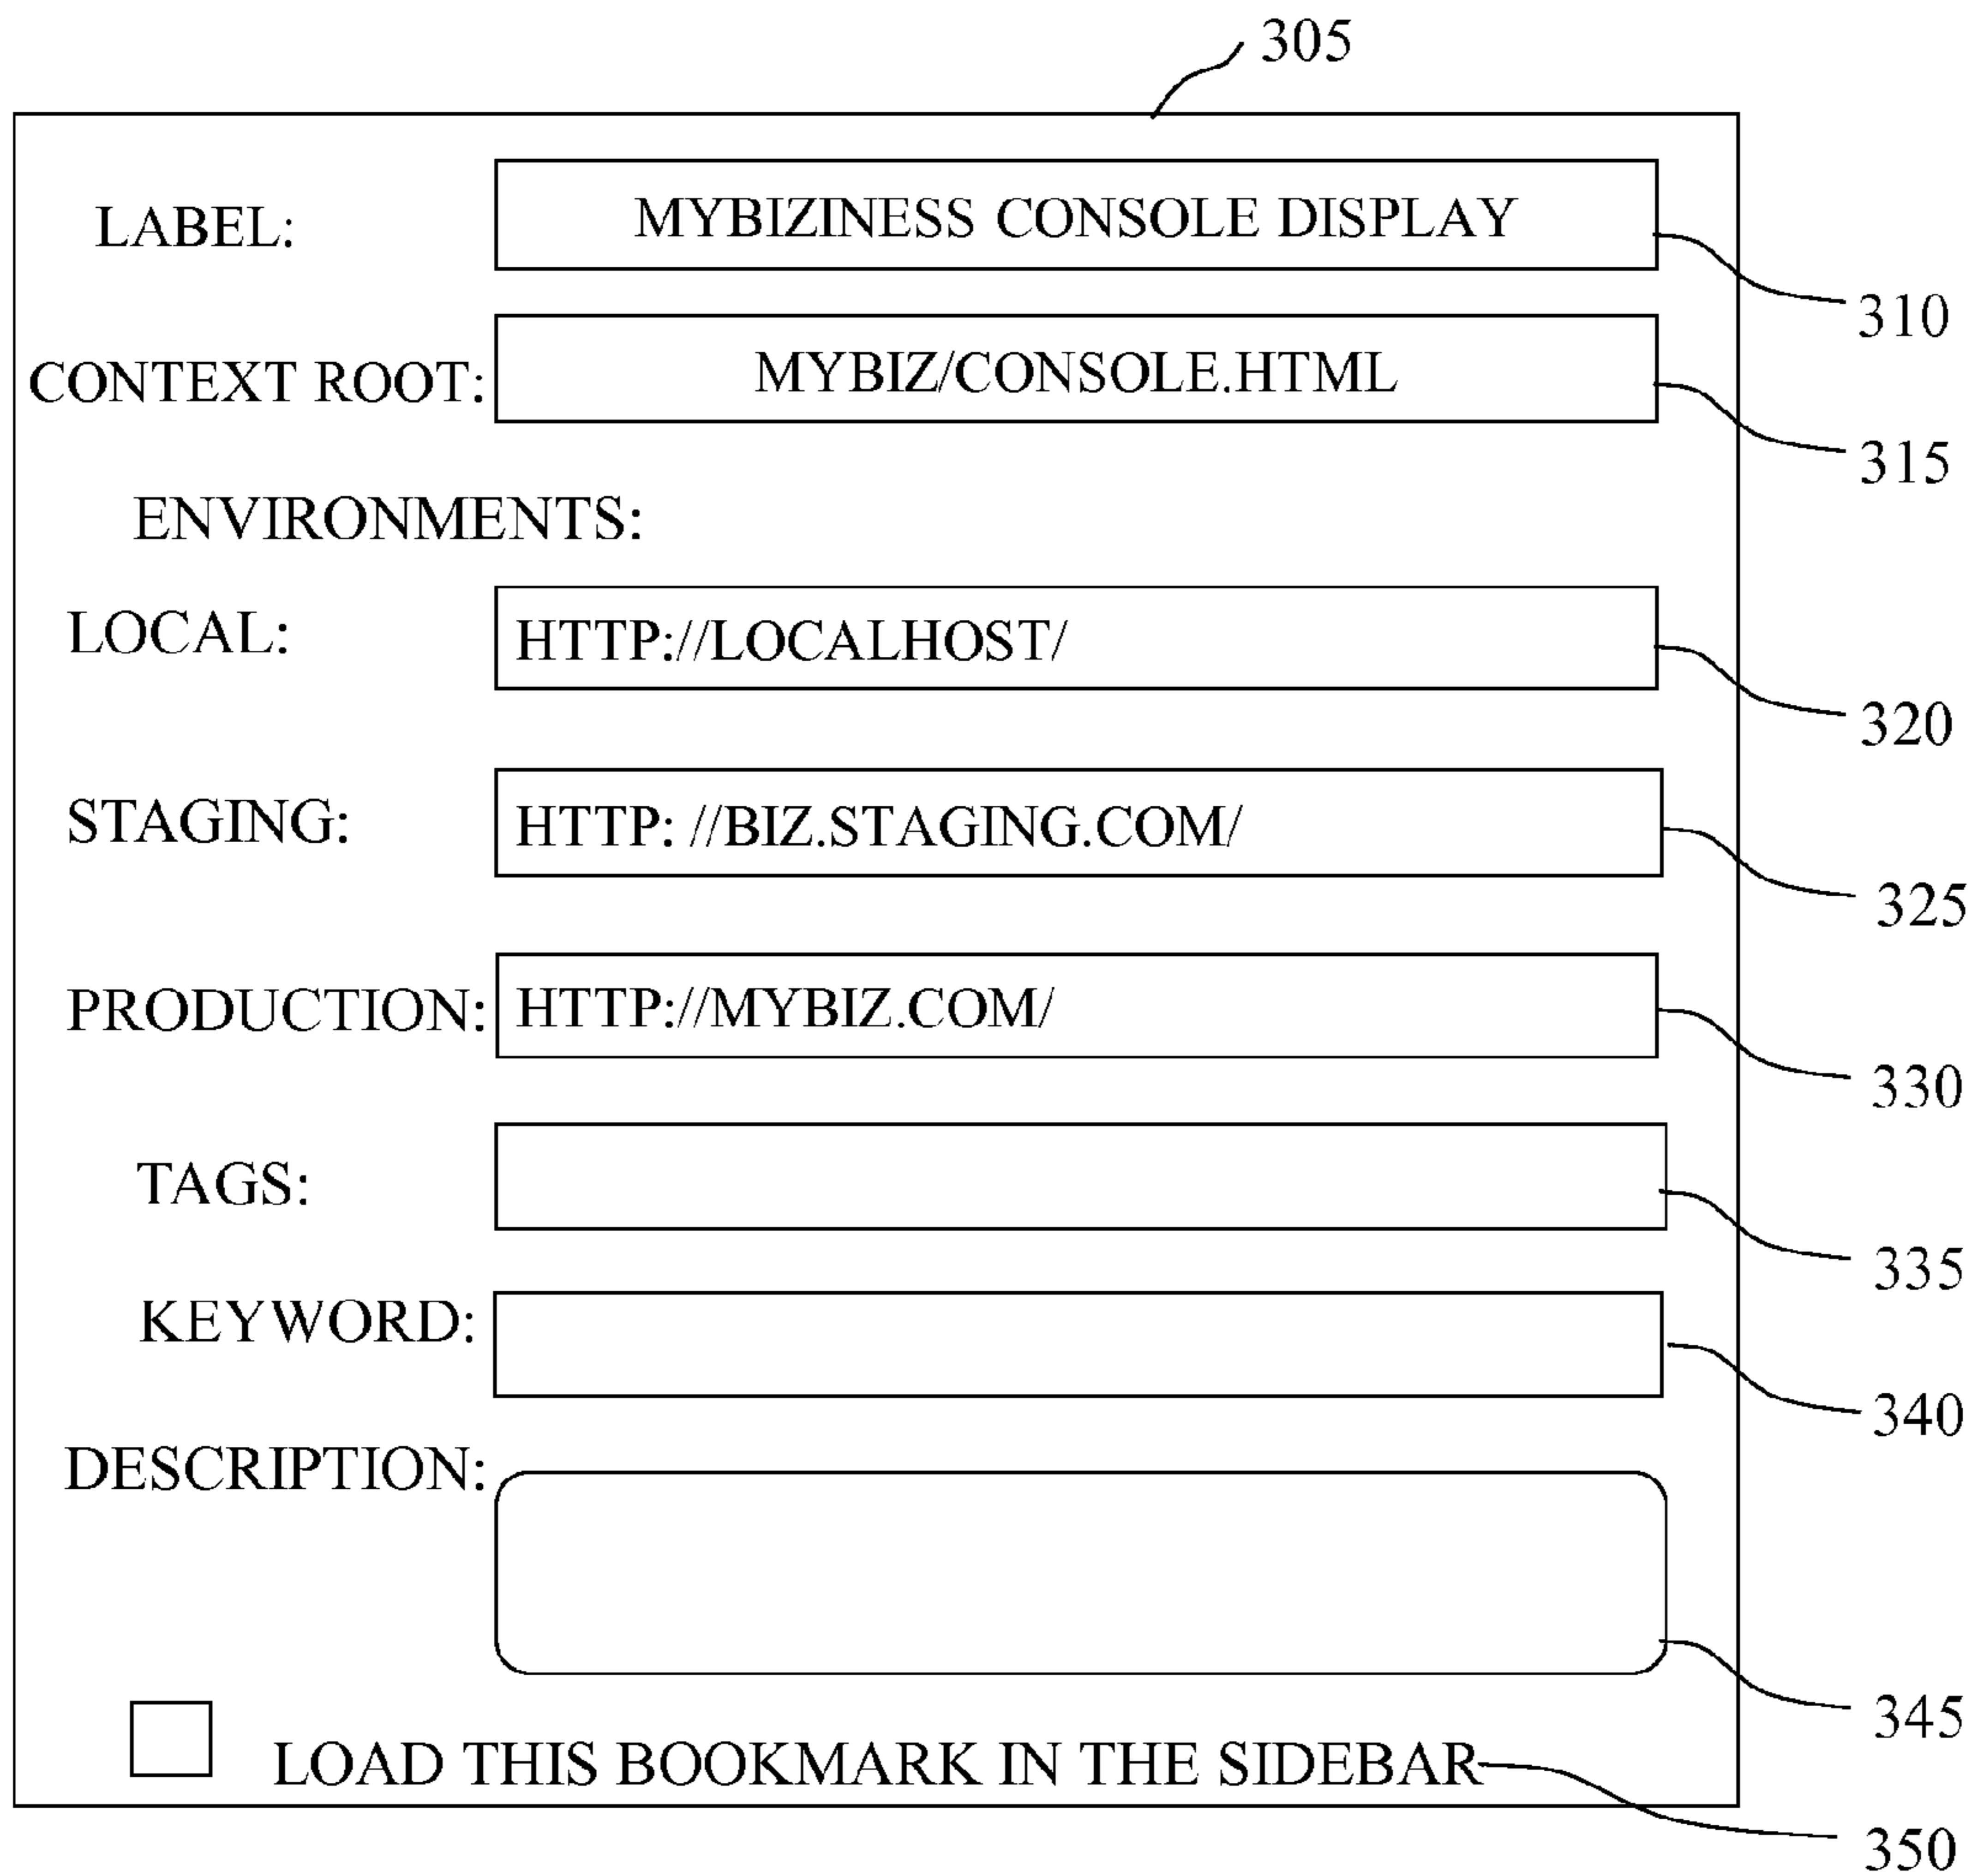 305
LABEL: MYBIZINESS CONSOLE DISPLAY
310
CONTEXT ROOT: MYBIZ/CONSOLE.HTML
315
ENVIRONMENTS:
LOCAL: HTTP://LOCALHOST/
320
STAGING: HTTP: //BIZ.STAGING.COM/
325
PRODUCTION: HTTP://MYBIZ.COM/
330
TAGS:
335
KEYWORD:
340
DESCRIPTION:
345
LOAD THIS BOOKMARK IN THE SIDEBAR
350